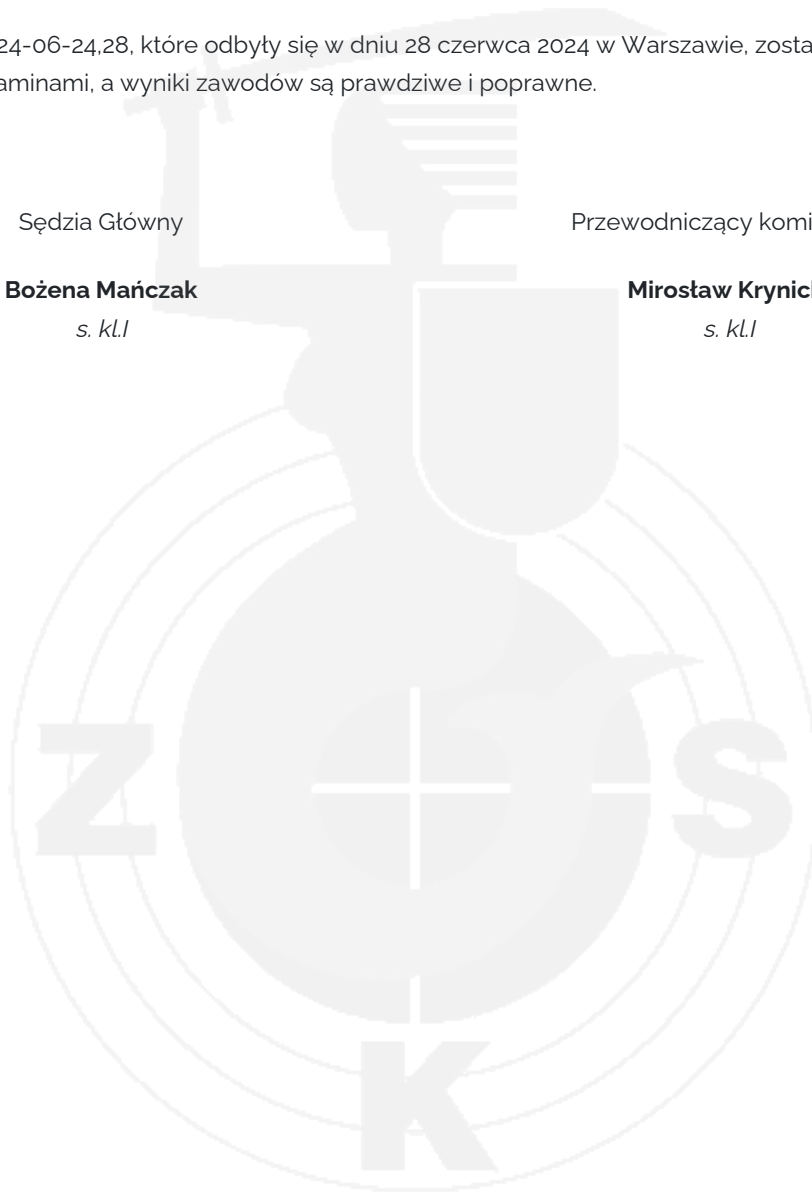 24-06-24,28, które odbyły się w dniu 28 czerwca 2024 w Warszawie, zosta
aminami, a wyniki zawodów są prawdziwe i poprawne.
Sędzia Główny Przewodniczący komi
Bożena Mańczak Mirosław Krynic
s. kl.I s. kl.I
Z S
K